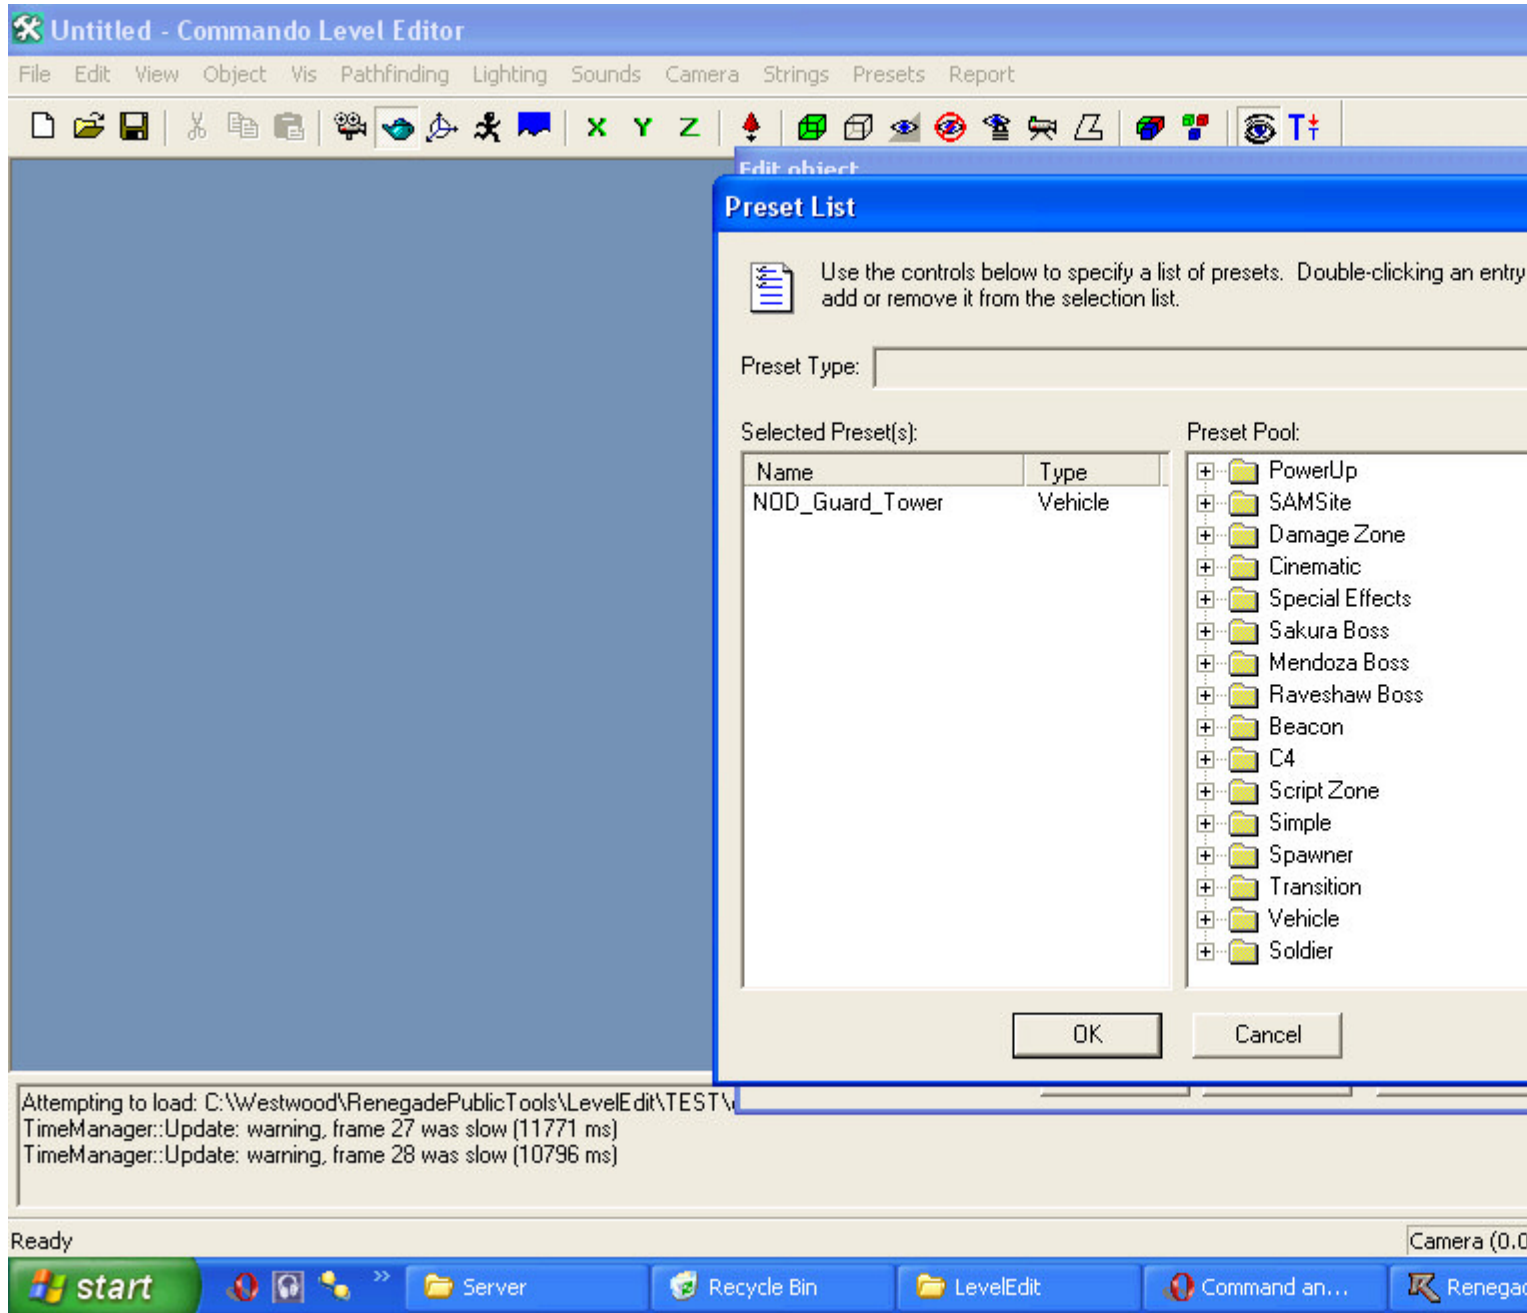 Untitled - Commando Level Editor
File Edit View Object Vis Pathfinding Lighting Sounds Camera Strings Presets Report
X Y Z T
Edit object
Preset List
Use the controls below to specify a list of presets. Double-clicking an entry
add or remove it from the selection list.
Preset Type:
Selected Preset(s):
Name Type
NOD_Guard_Tower Vehicle
Preset Pool:
PowerUp
SAMSite
Damage Zone
Cinematic
Special Effects
Sakura Boss
Mendoza Boss
Raveshaw Boss
Beacon
C4
Script Zone
Simple
Spawner
Transition
Vehicle
Soldier
OK Cancel
Attempting to load: C:\Westwood\RenegadePublicTools\LevelEdit\TEST\
TimeManager::Update: warning, frame 27 was slow (11771 ms)
TimeManager::Update: warning, frame 28 was slow (10796 ms)
Ready Camera (0.0
start Server Recycle Bin LevelEdit Command an... Renegad